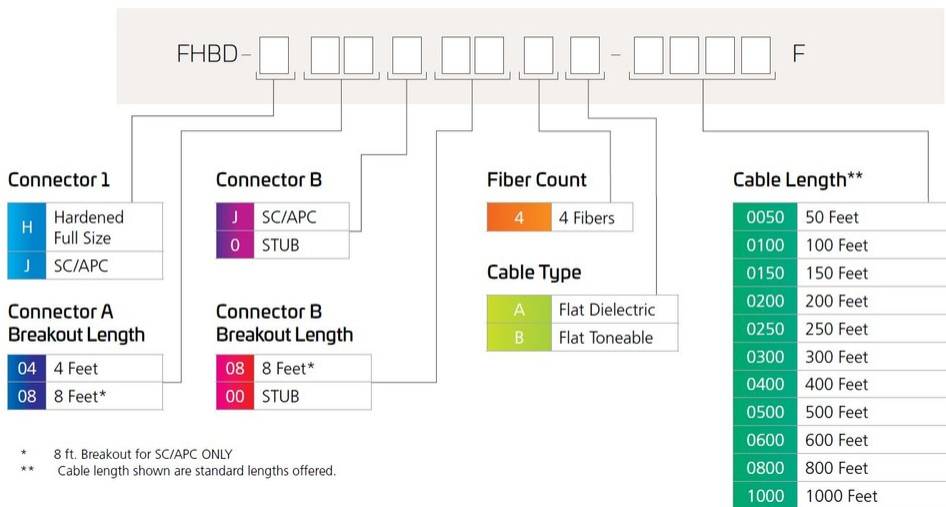 FHBD- – F
Connector 1
H Hardened
Full Size
J SC/APC
Connector A
Breakout Length
04 4 Feet
08 8 Feet*
Connector B
J SC/APC
0 STUB
Connector B
Breakout Length
08 8 Feet*
00 STUB
Fiber Count
4 4 Fibers
Cable Type
A Flat Dielectric
B Flat Toneable
Cable Length**
0050 50 Feet
0100 100 Feet
0150 150 Feet
0200 200 Feet
0250 250 Feet
0300 300 Feet
0400 400 Feet
0500 500 Feet
0600 600 Feet
0800 800 Feet
1000 1000 Feet
* 8 ft. Breakout for SC/APC ONLY
** Cable length shown are standard lengths offered.